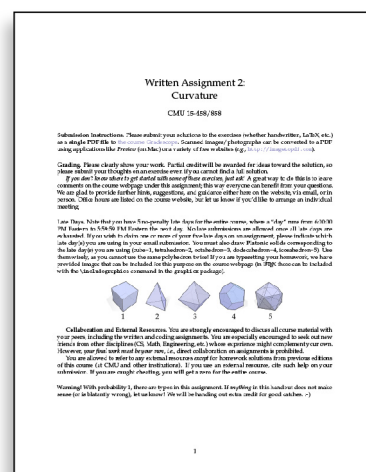 Written Assignment 2:
Curvature
CMU 15-458/858
Submission Instructions. Please submit your solutions to the exercises (whether handwritten, LaTeX, etc.)
as a single PDF file to the course Gradescope. Scanned images/photographs can be converted to a PDF
using applications like Preview (on Mac) or a variety of free websites (e.g.,
Grading. Please clearly show your work. Partial credit will be awarded for ideas toward the solution, so
please submit your thoughts on an exercise even if you cannot find a full solution.
If you don't know where to get started with some of these exercises, just ask! A great way to do this is to leave
comments on the course webpage under this assignment; this way everyone can benefit from your questions.
We are glad to provide further hints, suggestions, and guidance either here on the website, via email, or in
person. Office hours are listed on the course website, but let us know if you'd like to arrange an individual
meeting.
Late Days. Note that you have 5 no-penalty late days for the entire course, where a "day" runs from 6:00:00
PM Eastern to 5:59:59 PM Eastern the next day. No late submissions are allowed once all late days are
exhausted. If you wish to claim one or more of your five late days on an assignment, please indicate which
late day(s) you are using in your email submission. You must also draw Platonic solids corresponding to
the late day(s) you are using (cube=1, tetrahedron=2, octahedron=3, dodecahedron=4, icosahedron=5). Use
them wisely, as you cannot use the same polyhedron twice! If you are typesetting your homework, we have
provided images that can be included for this purpose on the course webpage (in LaTeX these can be included
with the \includegraphics command in the graphicx package).
1 2 3 4 5
Collaboration and External Resources. You are strongly encouraged to discuss all course material with
your peers, including the written and coding assignments. You are especially encouraged to seek out new
friends from other disciplines (CS, Math, Engineering, etc.) whose experience might complement your own.
However, your final work must be your own, i.e., direct collaboration on assignments is prohibited.
You are allowed to refer to any external resources except for homework solutions from previous editions
of this course (at CMU and other institutions). If you use an external resource, cite such help on your
submission. If you are caught cheating, you will get a zero for the entire course.
Warning! With probability 1, there are typos in this assignment. If anything in this handout does not make
sense (or is blatantly wrong), let us know! We will be handing out extra credit for good catches. :-)
1